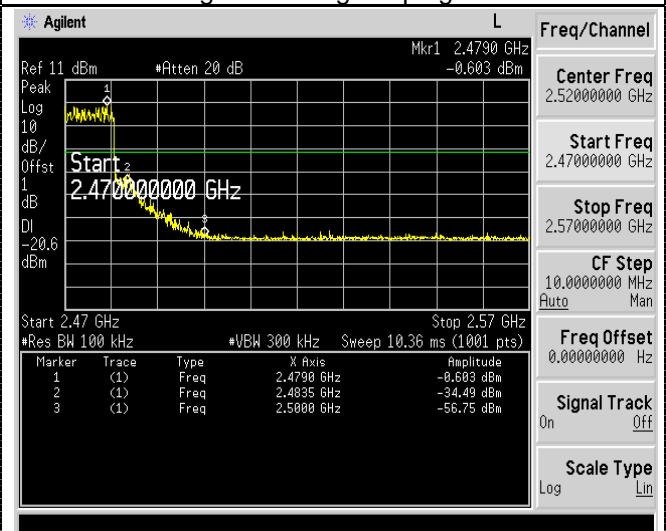 Agilent
L
Freq/Channel
Mkr1 2.4790 GHz
Ref 11 dBm #Atten 20 dB -0.603 dBm
Peak
Log
10
dB/
Offst
1
dB
DI
-20.6
dBm
1
2
3
Start
2.470000000 GHz
Start 2.47 GHz Stop 2.57 GHz
#Res BW 100 kHz #VBW 300 kHz Sweep 10.36 ms (1001 pts)
Marker Trace Type X Axis Amplitude
1 (1) Freq 2.4790 GHz -0.603 dBm
2 (1) Freq 2.4835 GHz -34.49 dBm
3 (1) Freq 2.5000 GHz -56.75 dBm
Center Freq
2.52000000 GHz
Start Freq
2.47000000 GHz
Stop Freq
2.57000000 GHz
CF Step
10.0000000 MHz
Auto Man
Freq Offset
0.00000000 Hz
Signal Track
On Off
Scale Type
Log Lin